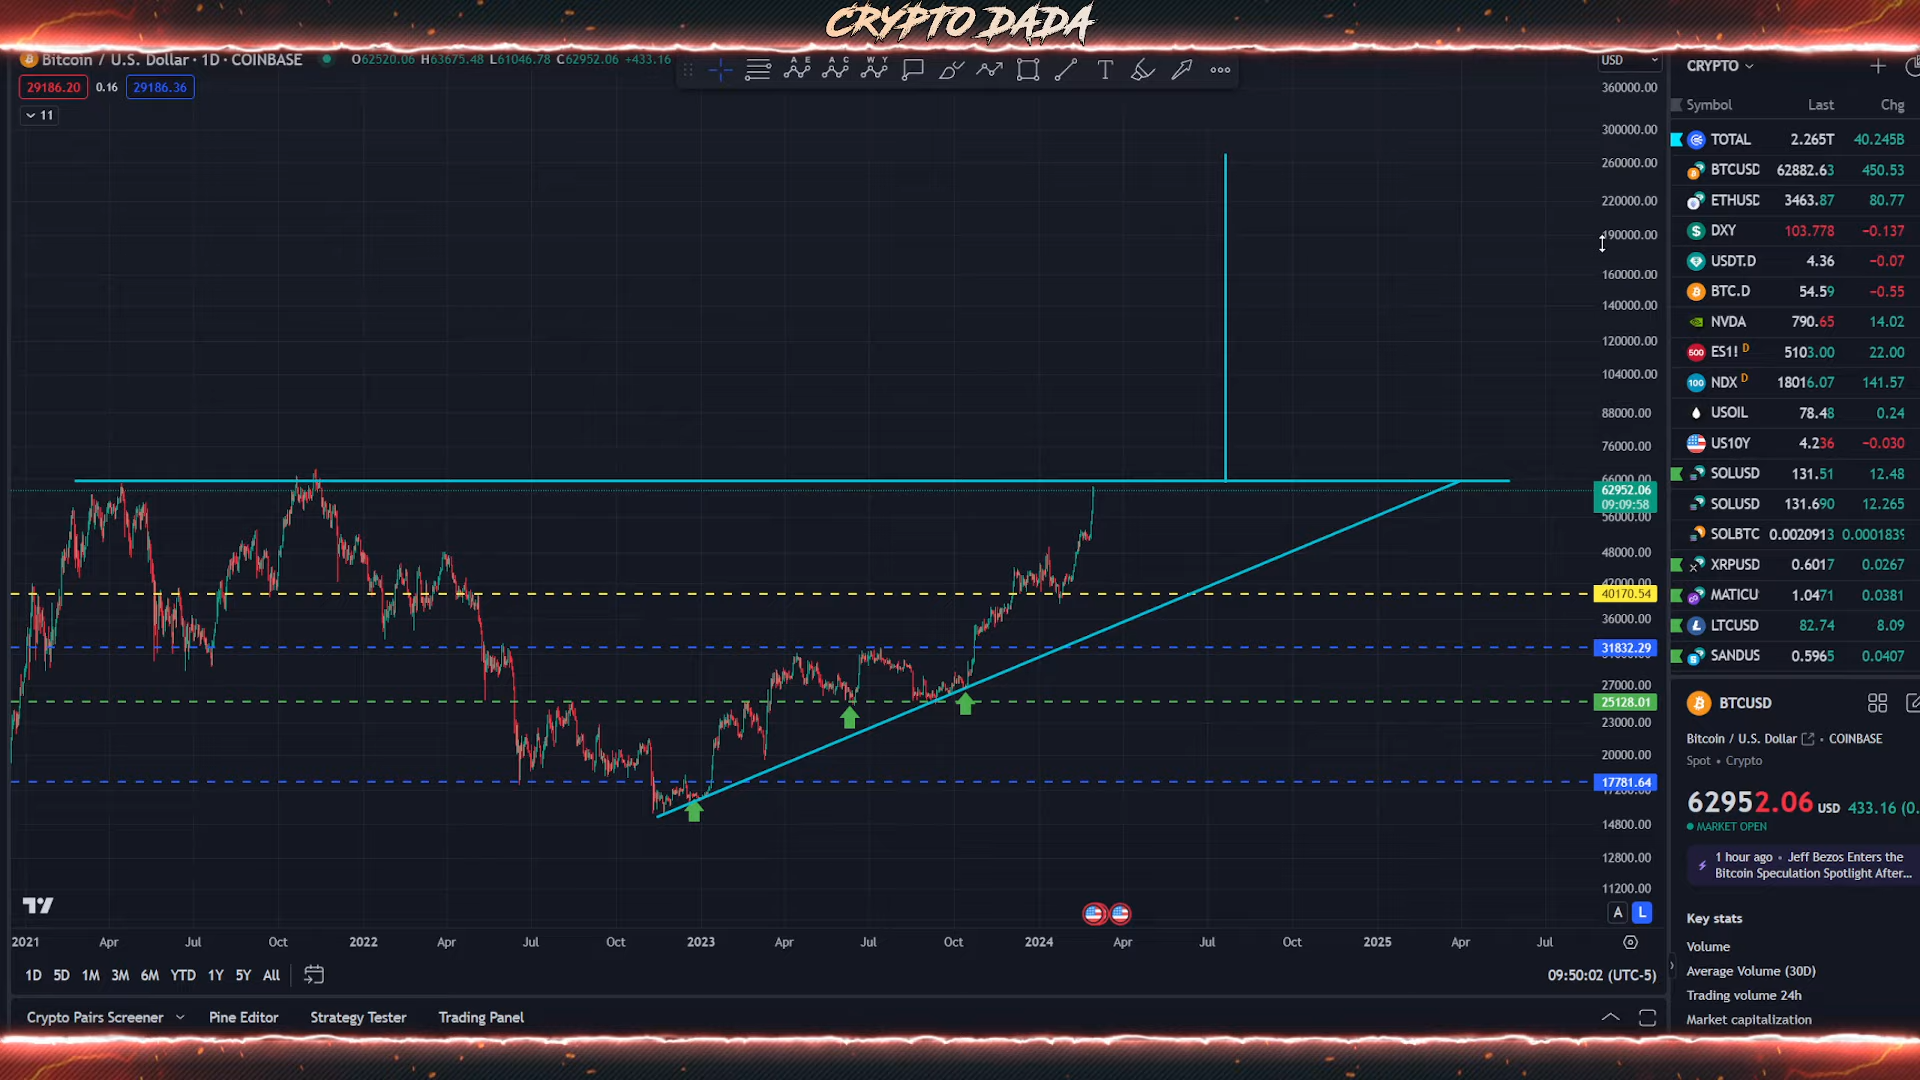 CRYPTO DADA
Bitcoin / U.S. Dollar · 1D · COINBASE O62520.06 H63675.48 L61046.78 C62952.06 +433.16
29186.20 0.16 29186.36
11
USD
360000.00
300000.00
260000.00
220000.00
190000.00
160000.00
140000.00
120000.00
104000.00
88000.00
76000.00
66000.00
62952.06
09:09:58
56000.00
48000.00
42000.00
40170.54
36000.00
31832.29
27000.00
25128.01
23000.00
20000.00
17781.64
14800.00
12800.00
11200.00
A L
2021 Apr Jul Oct 2022 Apr Jul Oct 2023 Apr Jul Oct 2024 Apr Jul Oct 2025 Apr Jul
1D 5D 1M 3M 6M YTD 1Y 5Y All
09:50:02 (UTC-5)
Crypto Pairs Screener Pine Editor Strategy Tester Trading Panel
CRYPTO
Symbol Last Chg
TOTAL 2.265T 40.245B
BTCUSD 62882.63 450.53
ETHUSD 3463.87 80.77
DXY 103.778 −0.137
USDT.D 4.36 −0.07
BTC.D 54.59 −0.55
NVDA 790.65 14.02
ES1! D 5103.00 22.00
NDX D 18016.07 141.57
USOIL 78.48 0.24
US10Y 4.236 −0.030
SOLUSD 131.51 12.48
SOLUSD 131.690 12.265
SOLBTC 0.0020913 0.0001839
XRPUSD 0.6017 0.0267
MATICU 1.0471 0.0381
LTCUSD 82.74 8.09
SANDUS 0.5965 0.0407
BTCUSD
Bitcoin / U.S. Dollar • COINBASE
Spot • Crypto
62952.06 USD 433.16 (0.
MARKET OPEN
1 hour ago • Jeff Bezos Enters the
Bitcoin Speculation Spotlight After...
Key stats
Volume
Average Volume (30D)
Trading volume 24h
Market capitalization